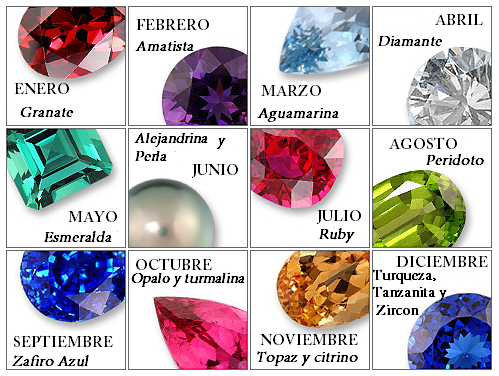 ENERO
Granate
FEBRERO
Amatista
MARZO
Aguamarina
ABRIL
Diamante
MAYO
Esmeralda
Alejandrina y
Perla
JUNIO
JULIO
Ruby
AGOSTO
Peridoto
SEPTIEMBRE
Zafiro Azul
OCTUBRE
Opalo y turmalina
NOVIEMBRE
Topaz y citrino
DICIEMBRE
Turqueza,
Tanzanita y
Zircon